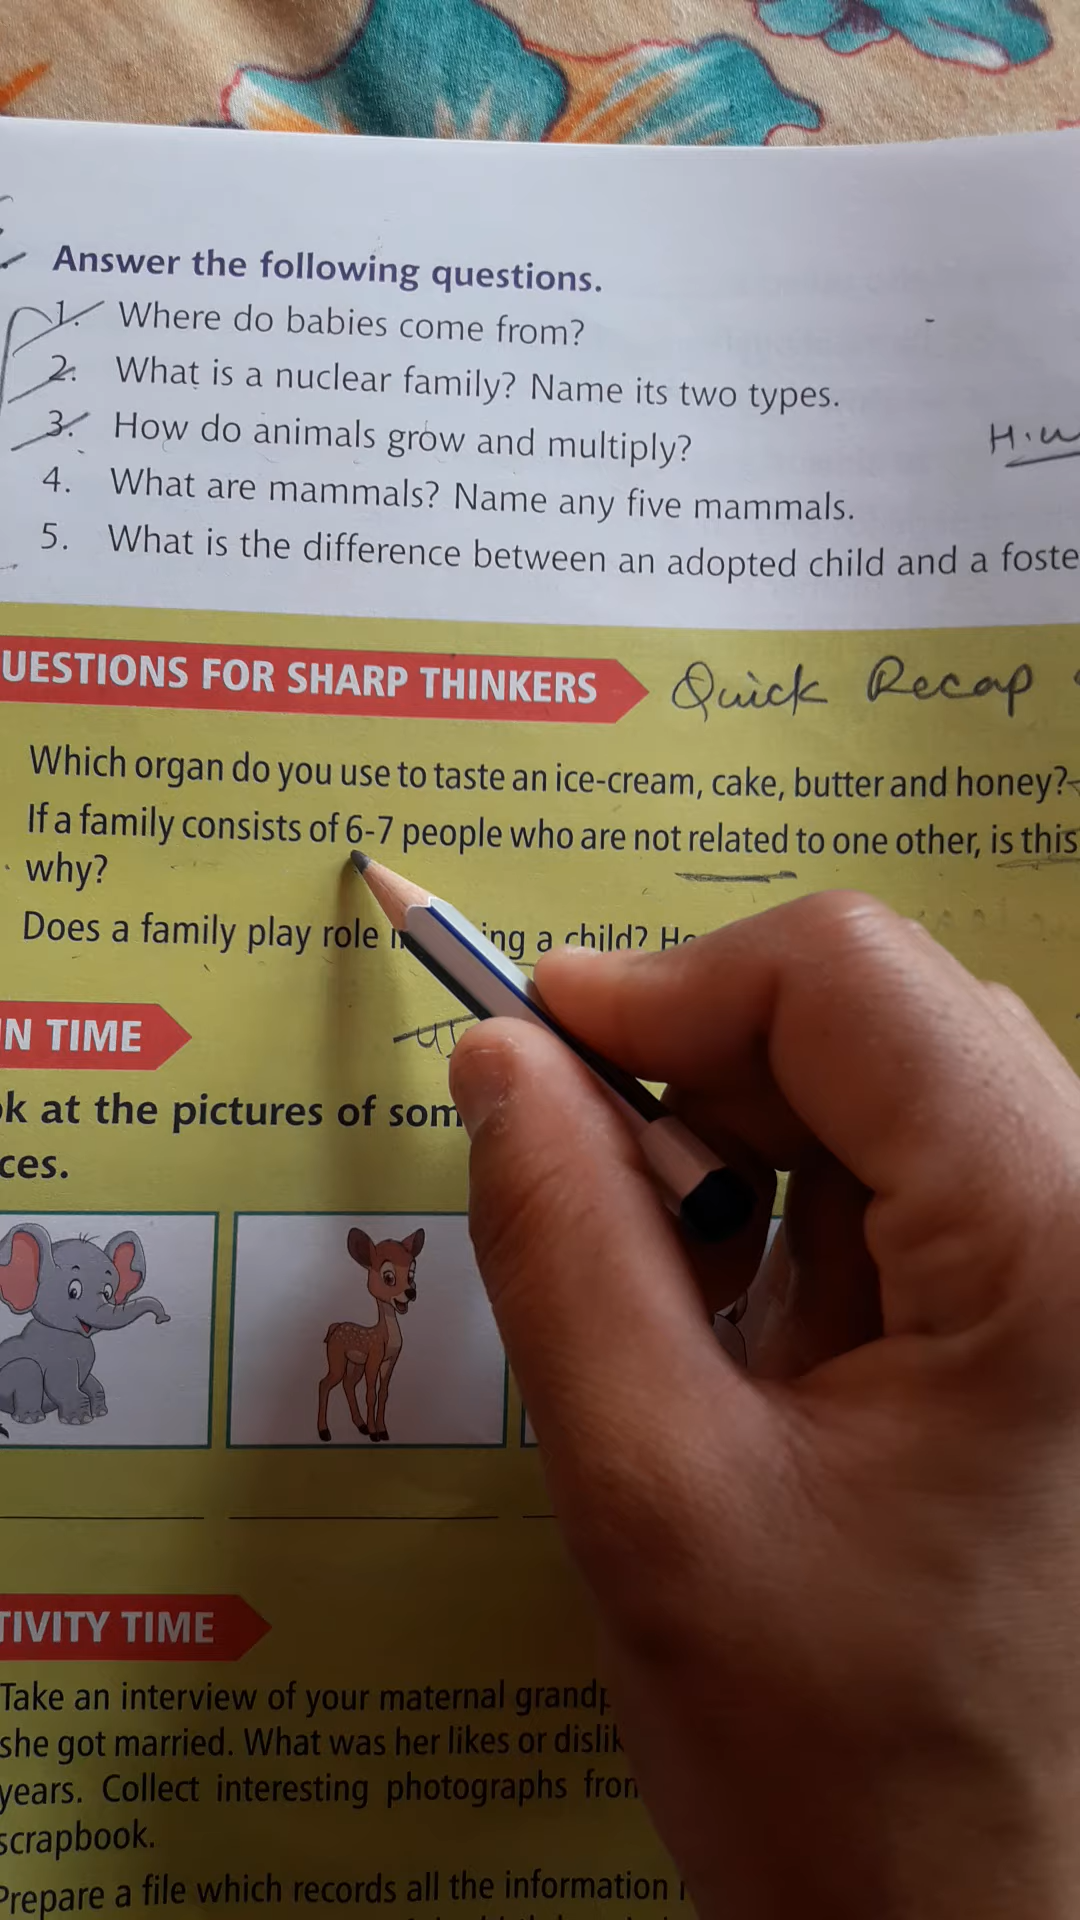 Answer the following questions.
1. Where do babies come from?
2. What is a nuclear family? Name its two types.
3. How do animals grow and multiply?
H.w
4. What are mammals? Name any five mammals.
5. What is the difference between an adopted child and a foste
UESTIONS FOR SHARP THINKERS
Quick Recap
Which organ do you use to taste an ice-cream, cake, butter and honey?
If a family consists of 6-7 people who are not related to one other, is this
why?
Does a family play role ing a child?
N TIME
k at the pictures of som
ces.
TIVITY TIME
Take an interview of your maternal grandp
she got married. What was her likes or dislik
years. Collect interesting photographs fron
scrapbook.
Prepare a file which records all the information